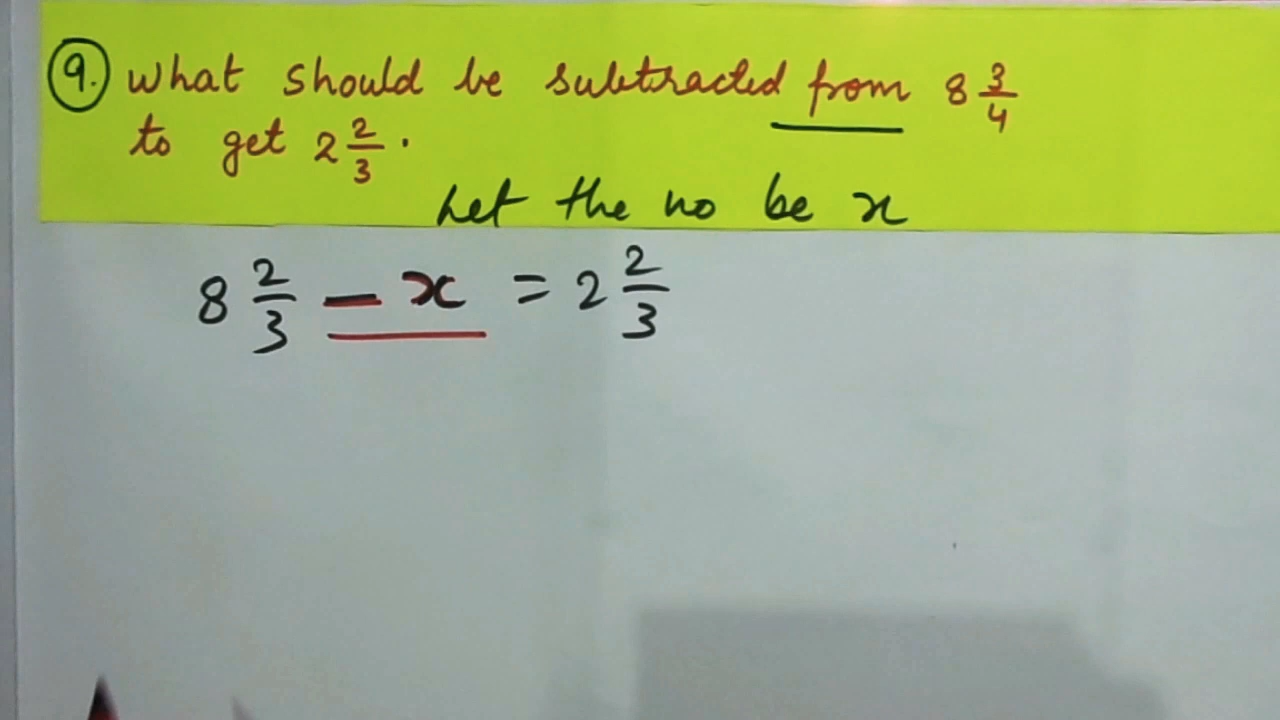 9. What should be subtracted from 8 3/4
to get 2 2/3.
Let the no be x
8 2/3 - x = 2 2/3